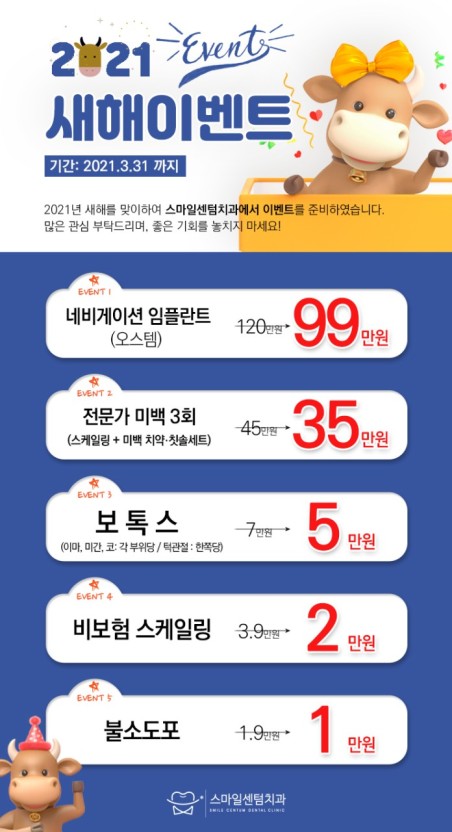 2021 Event
새해이벤트
기간: 2021.3.31 까지
2021년 새해를 맞이하여 스마일센텀치과에서 이벤트를 준비하였습니다.
많은 관심 부탁드리며, 좋은 기회를 놓치지 마세요!
EVENT 1
네비게이션 임플란트
(오스템)
120만원 99만원
EVENT 2
전문가 미백 3회
(스케일링 + 미백 치약·칫솔세트)
45만원 35만원
EVENT 3
보톡스
(이마, 미간, 코: 각 부위당 / 턱관절 : 한쪽당)
7만원 5만원
EVENT 4
비보험 스케일링
3.9만원 2만원
EVENT 5
불소도포
1.9만원 1만원
스마일센텀치과
SMILE CENTUM DENTAL CLINIC